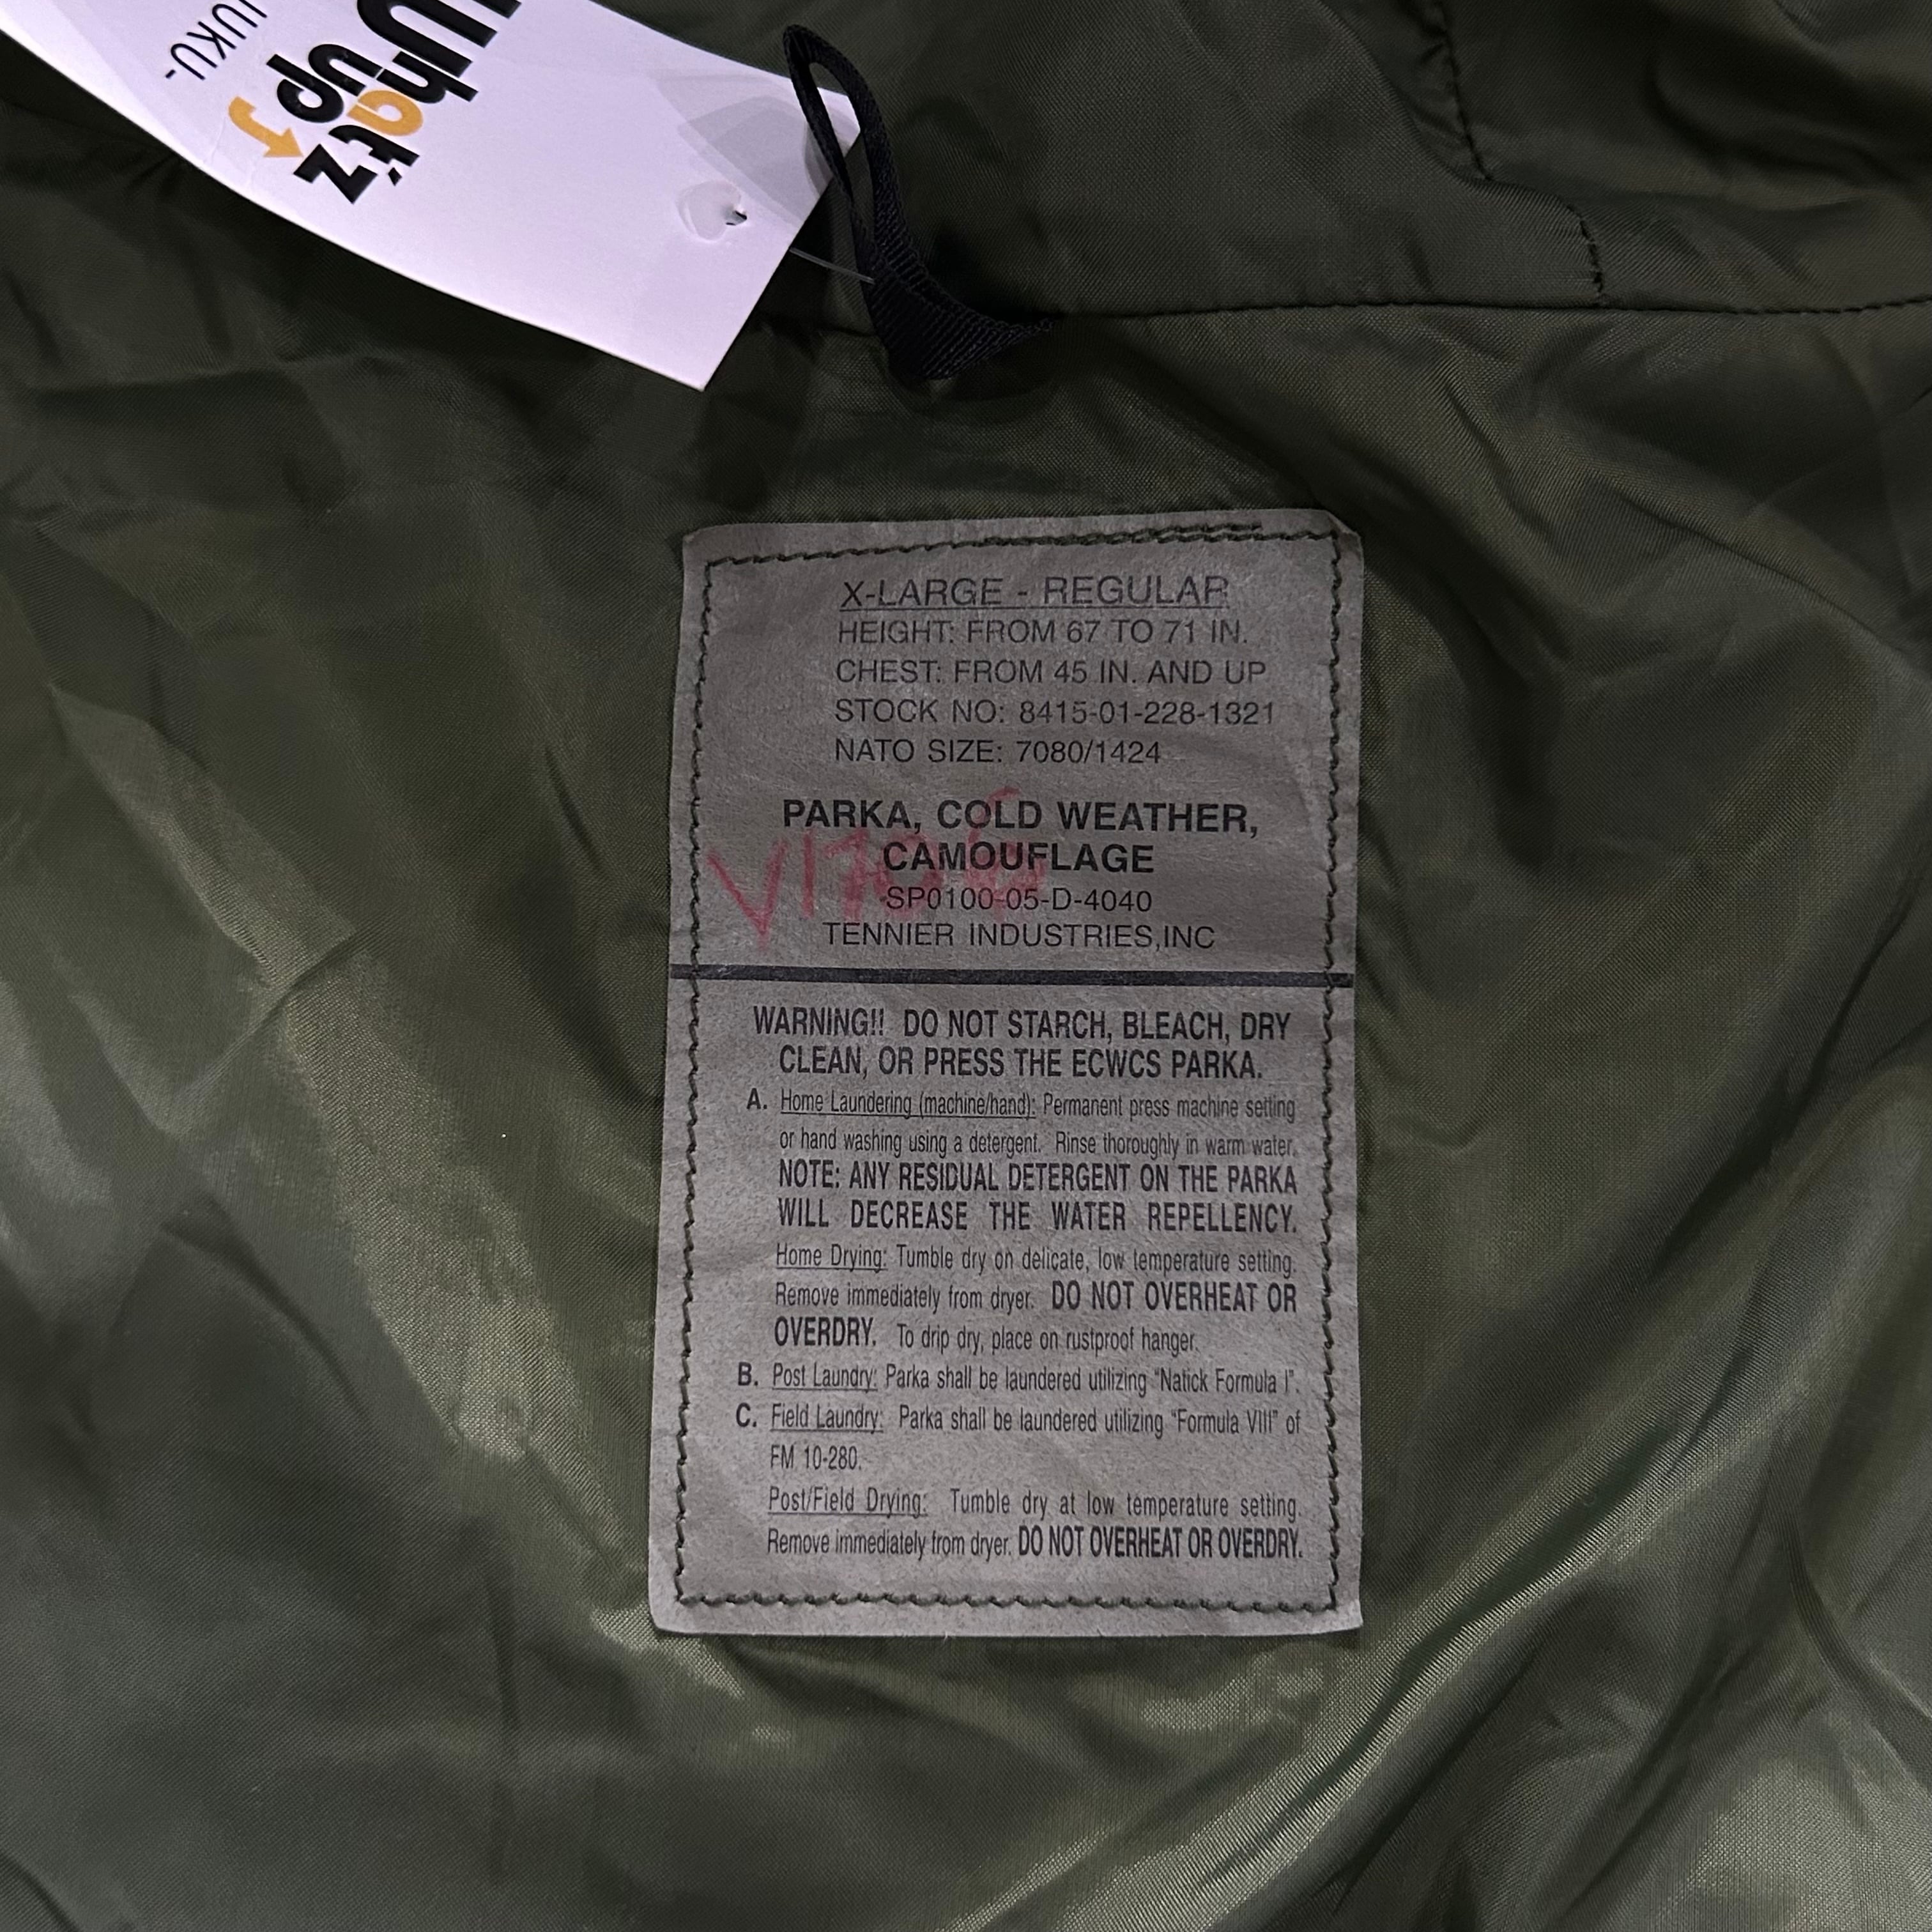 Whatz
up
JUKU-
X-LARGE - REGULAR
HEIGHT: FROM 67 TO 71 IN.
CHEST: FROM 45 IN. AND UP
STOCK NO: 8415-01-228-1321
NATO SIZE: 7080/1424
PARKA, COLD WEATHER,
CAMOUFLAGE
SP0100-05-D-4040
TENNIER INDUSTRIES,INC
WARNING!! DO NOT STARCH, BLEACH, DRY
CLEAN, OR PRESS THE ECWCS PARKA.
A. Home Laundering (machine/hand): Permanent press machine setting
or hand washing using a detergent. Rinse thoroughly in warm water.
NOTE: ANY RESIDUAL DETERGENT ON THE PARKA
WILL DECREASE THE WATER REPELLENCY.
Home Drying: Tumble dry on delicate, low temperature setting.
Remove immediately from dryer. DO NOT OVERHEAT OR
OVERDRY. To drip dry, place on rustproof hanger.
B. Post Laundry: Parka shall be laundered utilizing "Natick Formula I".
C. Field Laundry: Parka shall be laundered utilizing "Formula VIII" of
FM 10-280.
Post/Field Drying: Tumble dry at low temperature setting.
Remove immediately from dryer. DO NOT OVERHEAT OR OVERDRY.